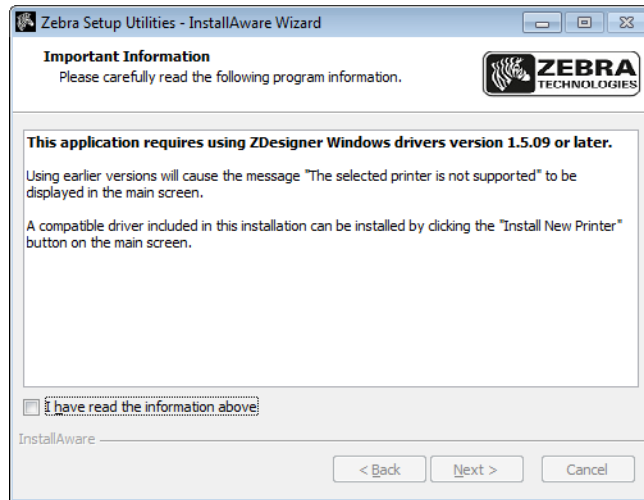 Zebra Setup Utilities - InstallAware Wizard
Important Information
Please carefully read the following program information.
ZEBRA
TECHNOLOGIES
This application requires using ZDesigner Windows drivers version 1.5.09 or later.
Using earlier versions will cause the message "The selected printer is not supported" to be
displayed in the main screen.
A compatible driver included in this installation can be installed by clicking the "Install New Printer"
button on the main screen.
I have read the information above
InstallAware
< Back
Next >
Cancel